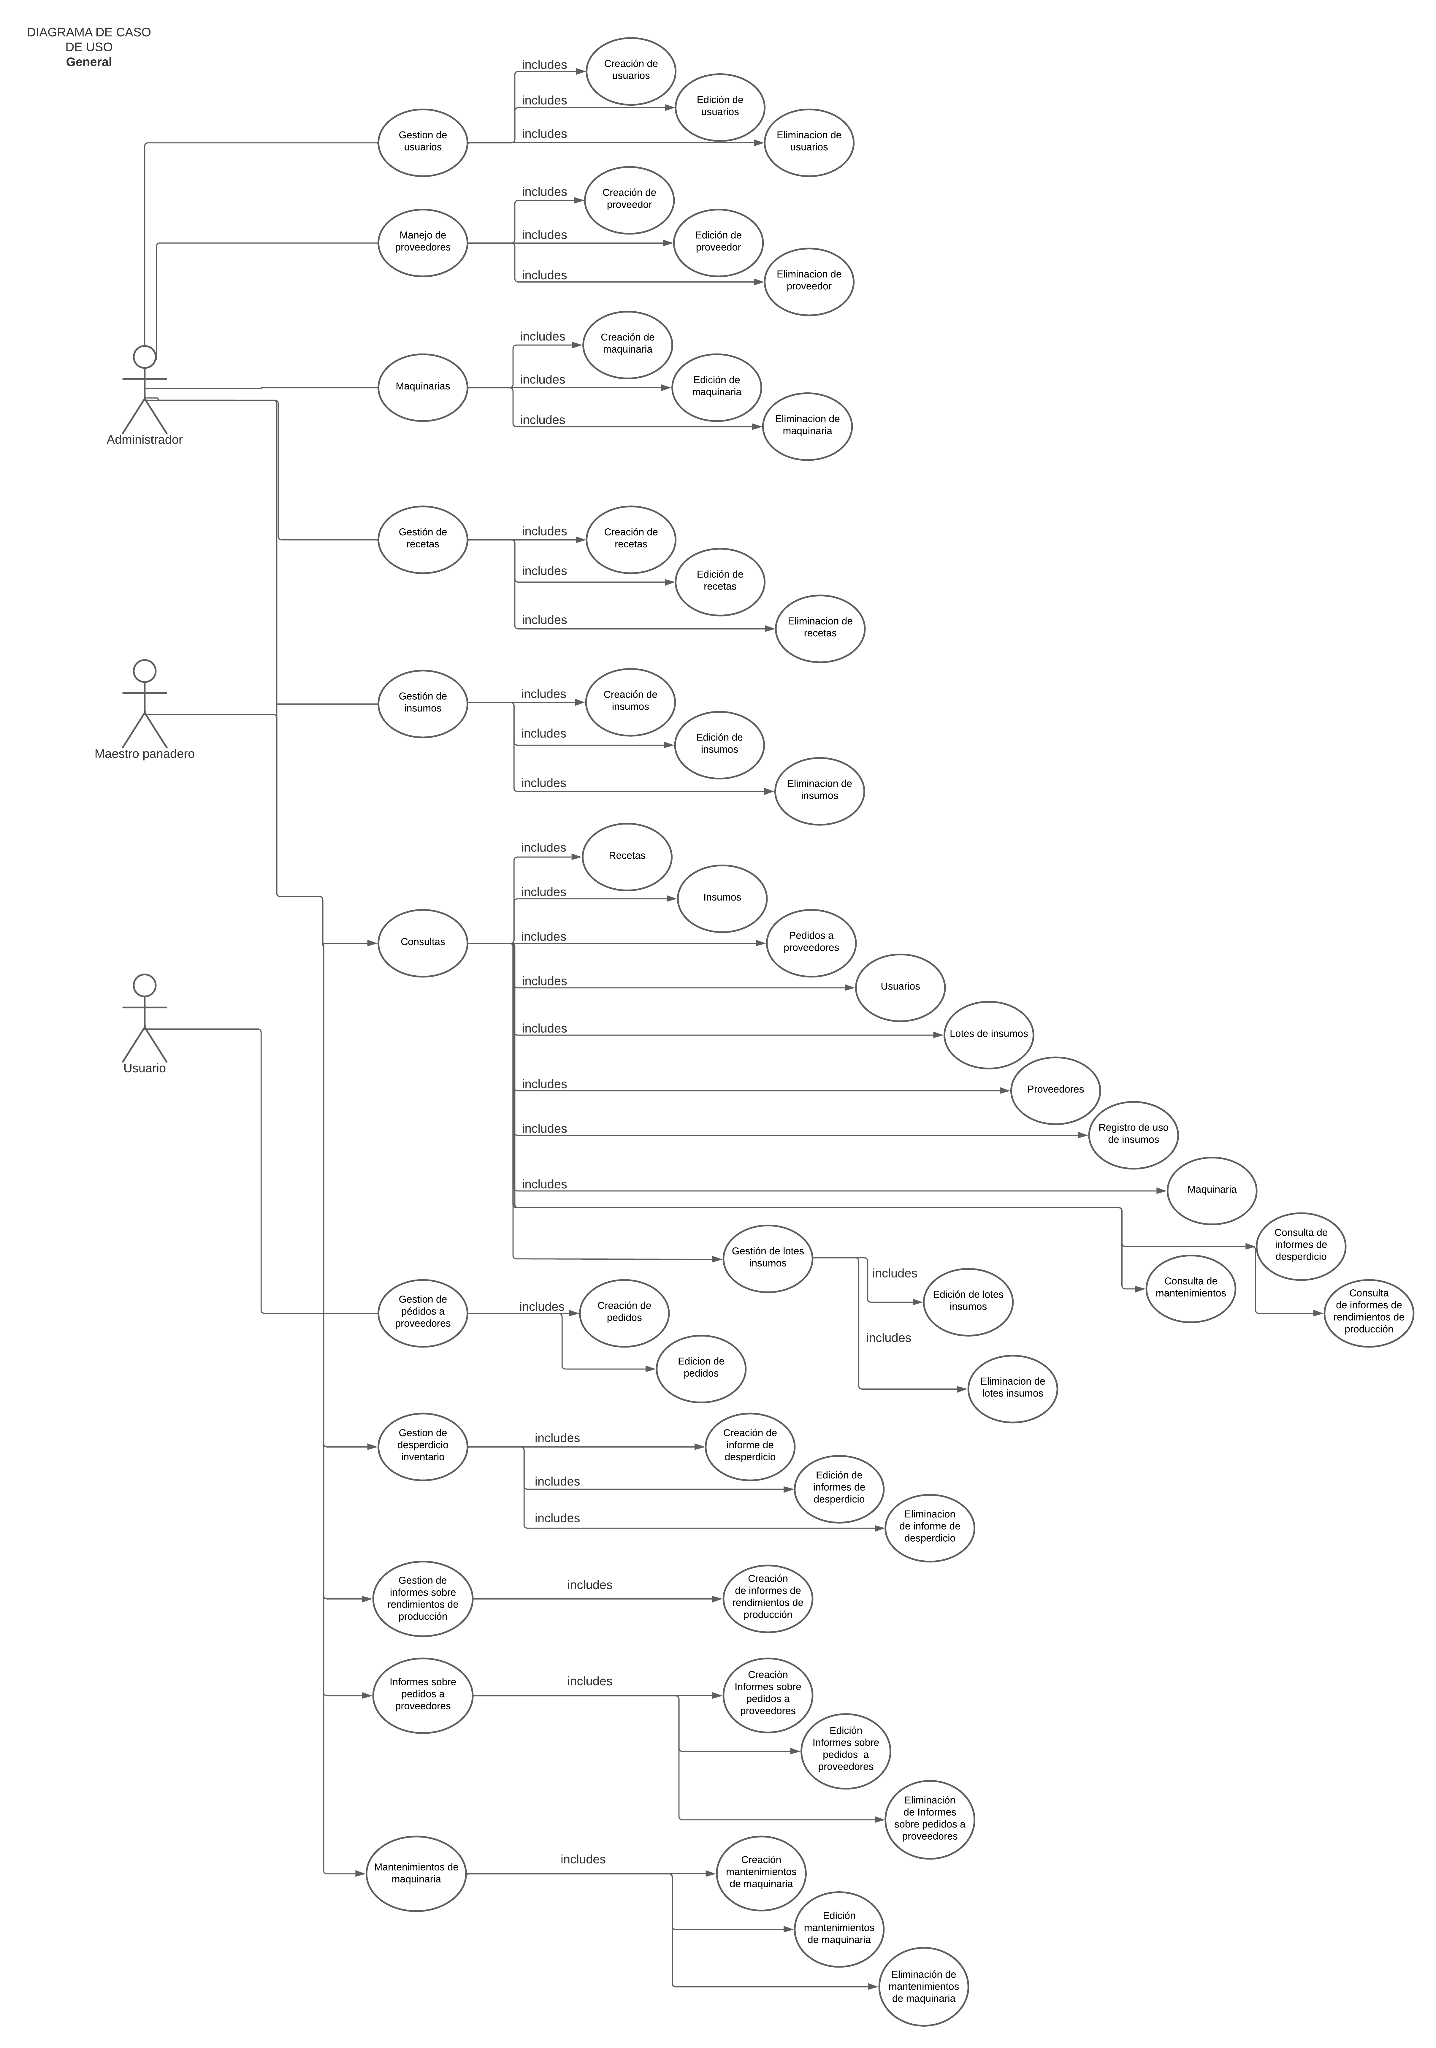 DIAGRAMA DE CASO
DE USO
General
includes
Creación de
usuarios
includes
Edición de
usuarios
Gestion de
usuarios
includes
Eliminacion de
usuarios
includes
Creación de
proveedor
Manejo de
proveedores
includes
Edición de
proveedor
includes
Eliminacion de
proveedor
includes
Creación de
maquinaria
Maquinarias
includes
Edición de
maquinaria
includes
Eliminacion de
maquinaria
Administrador
Gestión de
recetas
includes
Creación de
recetas
includes
Edición de
recetas
includes
Eliminacion de
recetas
Gestión de
insumos
includes
Creación de
insumos
includes
Edición de
insumos
Maestro panadero
includes
Eliminacion de
insumos
includes
Recetas
includes
Insumos
Consultas
includes
Pedidos a
proveedores
includes
Usuarios
includes
Lotes de insumos
Usuario
includes
Proveedores
includes
Registro de uso
de insumos
includes
Maquinaria
Consulta de
informes de
desperdicio
Gestión de lotes
insumos
includes
Edición de lotes
insumos
Consulta de
mantenimientos
Consulta
de informes de
rendimientos de
producción
Gestion de
pédidos a
proveedores
includes
Creación de
pedidos
includes
Edicion de
pedidos
Eliminacion de
lotes insumos
Gestion de
desperdicio
inventario
includes
Creación de
informe de
desperdicio
includes
Edición de
informes de
desperdicio
includes
Eliminacion
de informe de
desperdicio
Gestion de
informes sobre
rendimientos de
producción
includes
Creación
de informes de
rendimientos de
producción
Informes sobre
pedidos a
proveedores
includes
Creación
Informes sobre
pedidos a
proveedores
Edición
Informes sobre
pedidos  a
proveedores
Eliminación
de Informes
sobre pedidos a
proveedores
Mantenimientos de
maquinaria
includes
Creación
mantenimientos
de maquinaria
Edición
mantenimientos
de maquinaria
Eliminación de
mantenimientos
de maquinaria